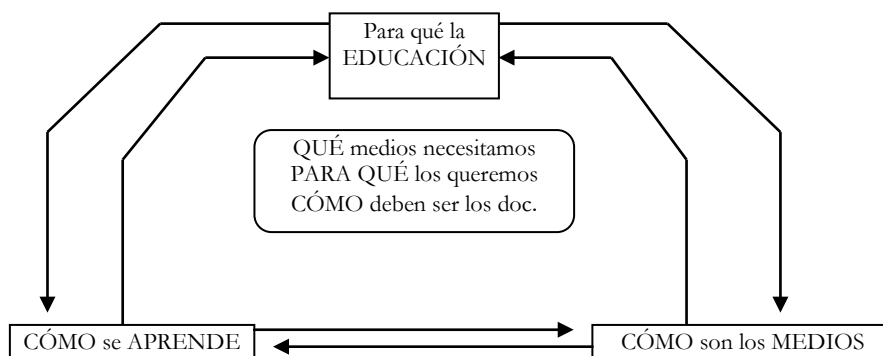 Para qué la
EDUCACIÓN
QUÉ medios necesitamos
PARA QUÉ los queremos
CÓMO deben ser los doc.
CÓMO se APRENDE
CÓMO son los MEDIOS